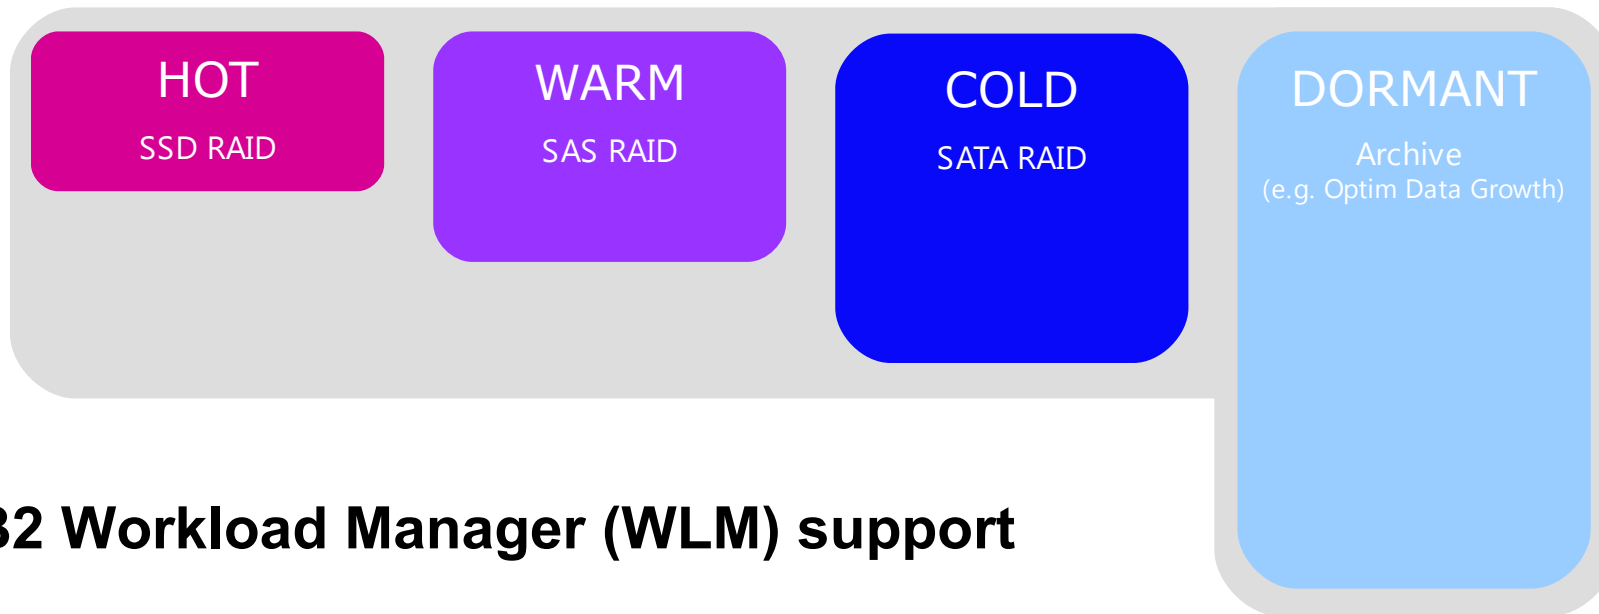 HOT
SSD RAID
WARM
SAS RAID
COLD
SATA RAID
DORMANT
Archive
(e.g. Optim Data Growth)
Workload Manager (WLM) support